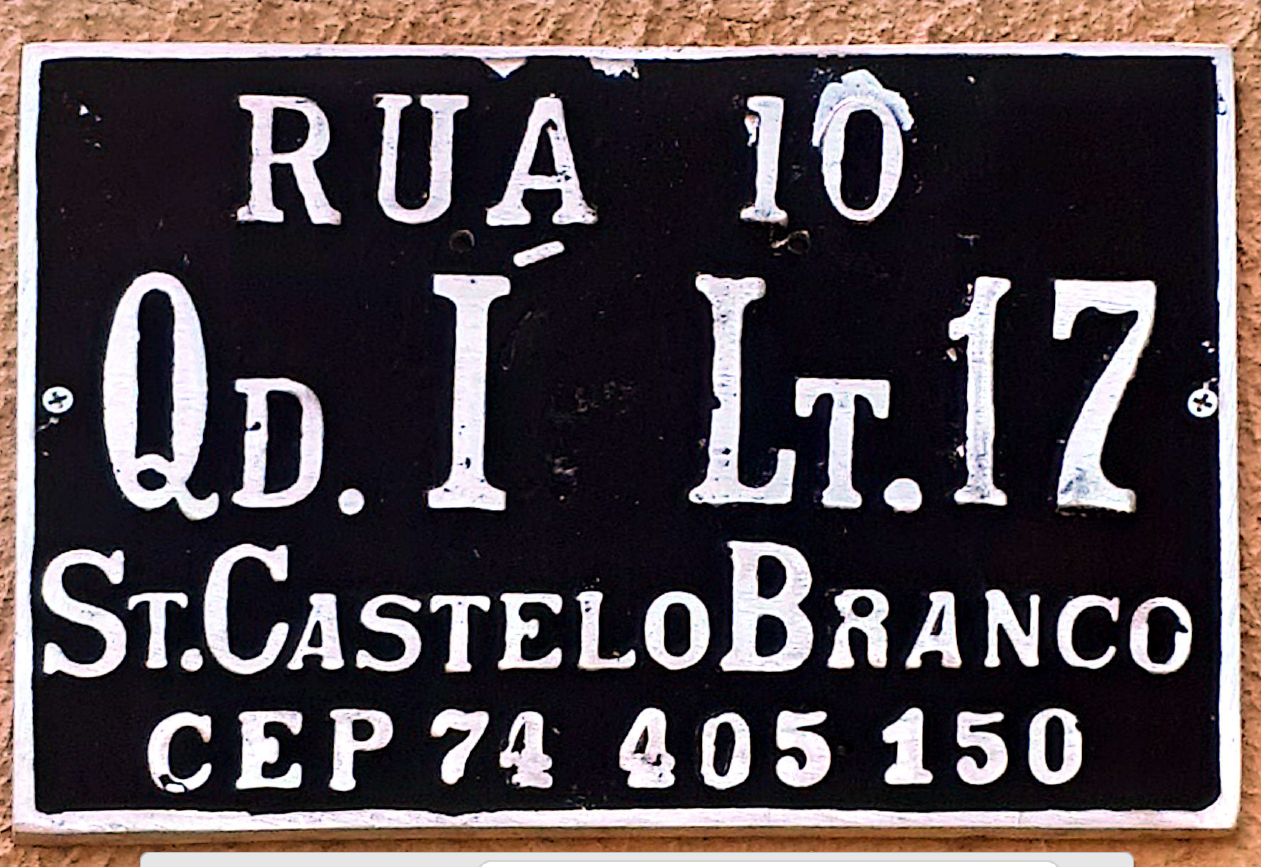 RUA 10
QD. Í LT. 17
ST. CASTELO BRANCO
CEP 74 405 150